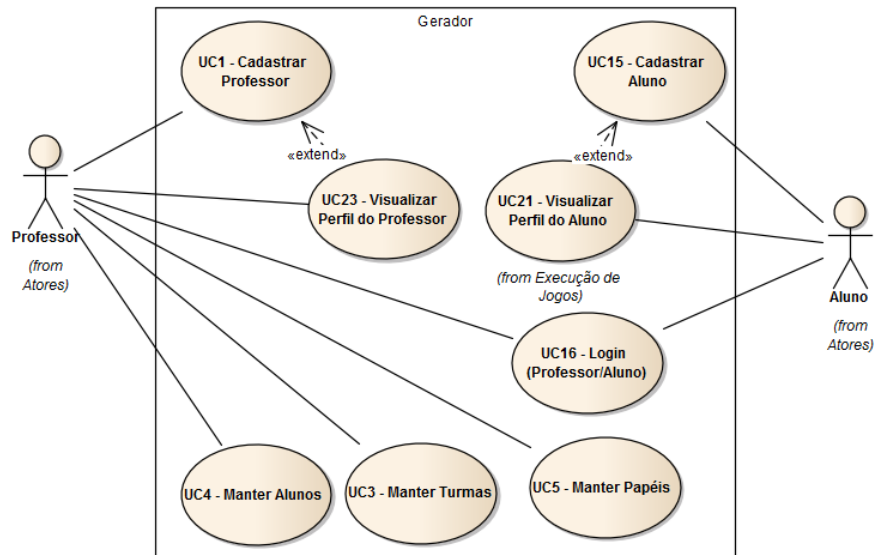 Gerador
UC1 - Cadastrar
Professor
UC15 - Cadastrar
Aluno
«extend»
«extend»
UC23 - Visualizar
Perfil do Professor
UC21 - Visualizar
Perfil do Aluno
Professor
(from
Atores)
(from Execução de
Jogos)
Aluno
(from
Atores)
UC16 - Login
(Professor/Aluno)
UC4 - Manter Alunos
UC3 - Manter Turmas
UC5 - Manter Papéis